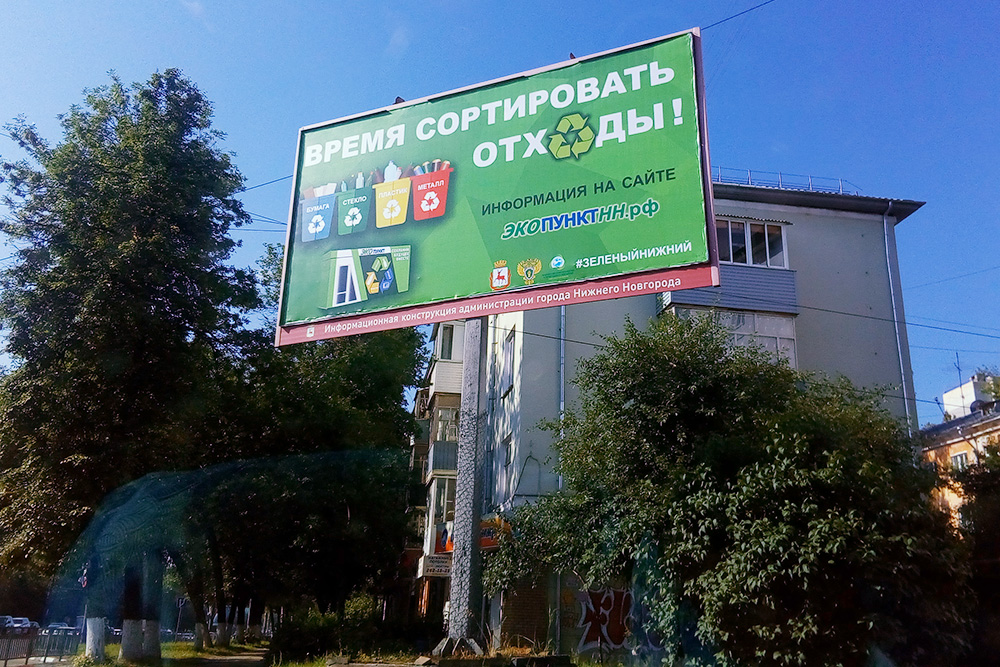 ВРЕМЯ СОРТИРОВАТЬ
ОТХОДЫ!
БУМАГА
СТЕКЛО
ПЛАСТИК
МЕТАЛЛ
ИНФОРМАЦИЯ НА САЙТЕ
ЭКОПУНКТНН.рф
#ЗЕЛЕНЫЙНИЖНИЙ
Информационная конструкция администрации города Нижнего Новгорода